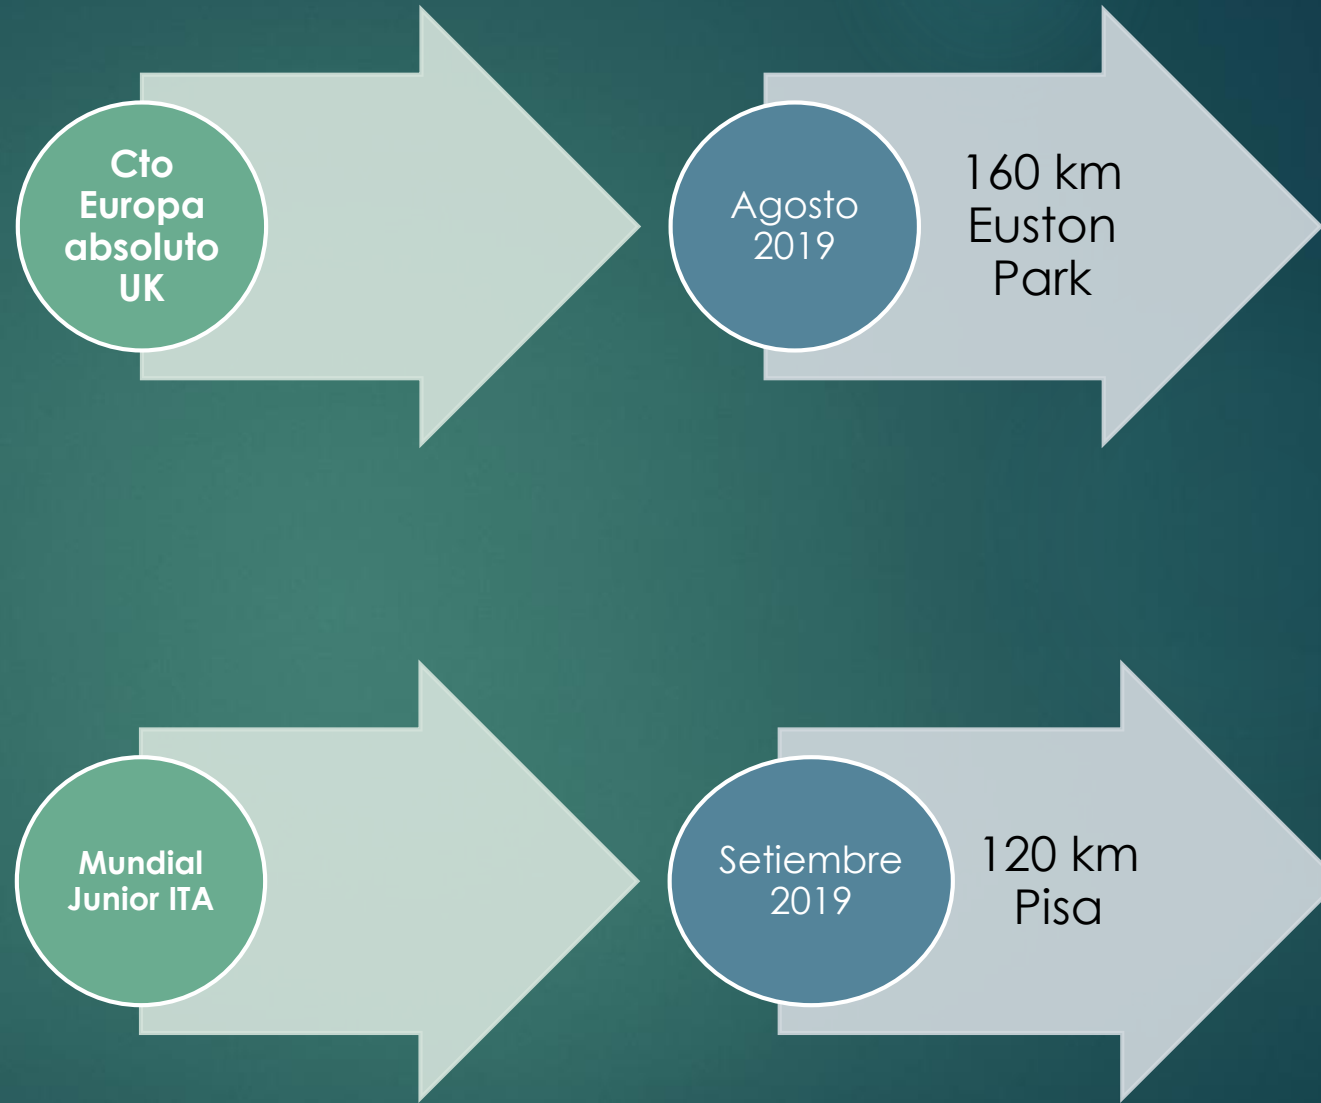 Cto
Europa
absoluto
UK
Agosto
2019
160 km
Euston
Park
Mundial
Junior ITA
Setiembre
2019
120 km
Pisa